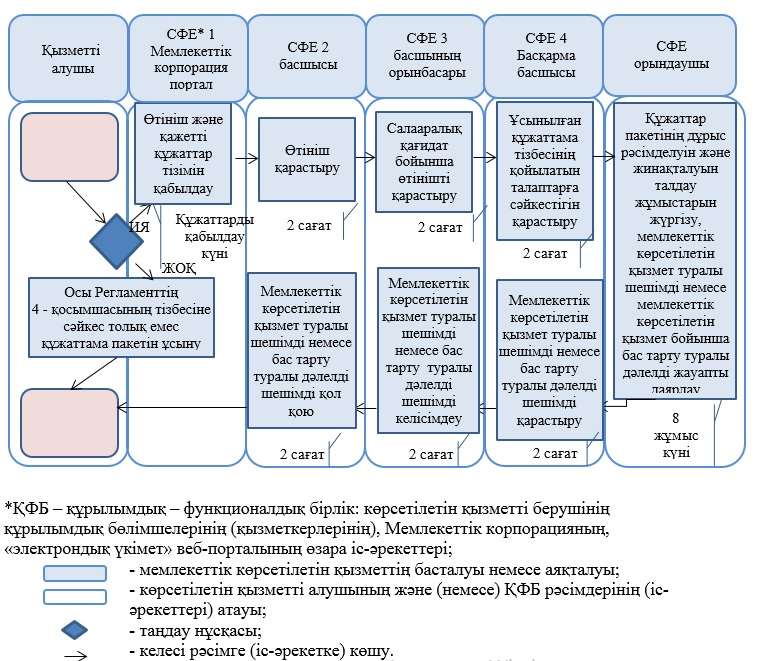 Қызметті
алушы
СФЕ* 1
Мемлекеттік
корпорация
портал
СФЕ 2
басшысы
СФЕ 3
басшының
орынбасары
СФЕ 4
Басқарма
басшысы
СФЕ
орындаушы
Өтініш және
қажетті
құжаттар
тізімін
қабылдау
Өтініш
қарастыру
Салааралық
қағидат
бойынша
өтінішті
қарастыру
Ұсынылған
құжаттама
тізбесінің
қойылатын
талаптарға
сәйкестігін
қарастыру
Құжаттар
пакетінің дұрыс
рәсімделуін және
жинақталуын
талдау
жұмыстарын
жүргізу,
мемлекеттік
көрсетілетін
қызмет туралы
шешімді немесе
мемлекеттік
көрсетілетін
қызмет бойынша
бас тарту туралы
дәлелді жауапты
даярлау
ИЯ
Құжаттарды
қабылдау
күні
2 сағат
2 сағат
2 сағат
ЖОҚ
Осы Регламенттің
4 - қосымшасының тізбесіне
сәйкес толық емес
құжаттама пакетін ұсыну
Мемлекеттік
көрсетілетін
қызмет туралы
шешімді немесе
бас тарту
туралы дәлелді
шешімді қол
қою
Мемлекеттік
көрсетілетін
қызмет туралы
шешімді
немесе бас
тарту туралы
дәлелді
шешімді
келісімдеу
Мемлекеттік
көрсетілетін
қызмет туралы
шешімді немесе
бас тарту
туралы дәлелді
шешімді
қарастыру
2 сағат
2 сағат
2 сағат
8
жұмыс
күні
*ҚФБ – құрылымдық – функционалдық бірлік: көрсетілетін қызметті берушінің
құрылымдық бөлімшелерінің (қызметкерлерінің), Мемлекеттік корпорацияның,
«электрондық үкімет» веб-порталының өзара іс-әрекеттері;
- мемлекеттік көрсетілетін қызметтің басталуы немесе аяқталуы;
- көрсетілетін қызметті алушының және (немесе) ҚФБ рәсімдерінің (іс-
әрекеттері) атауы;
- таңдау нұсқасы;
- келесі рәсімге (іс-әрекетке) көшу.